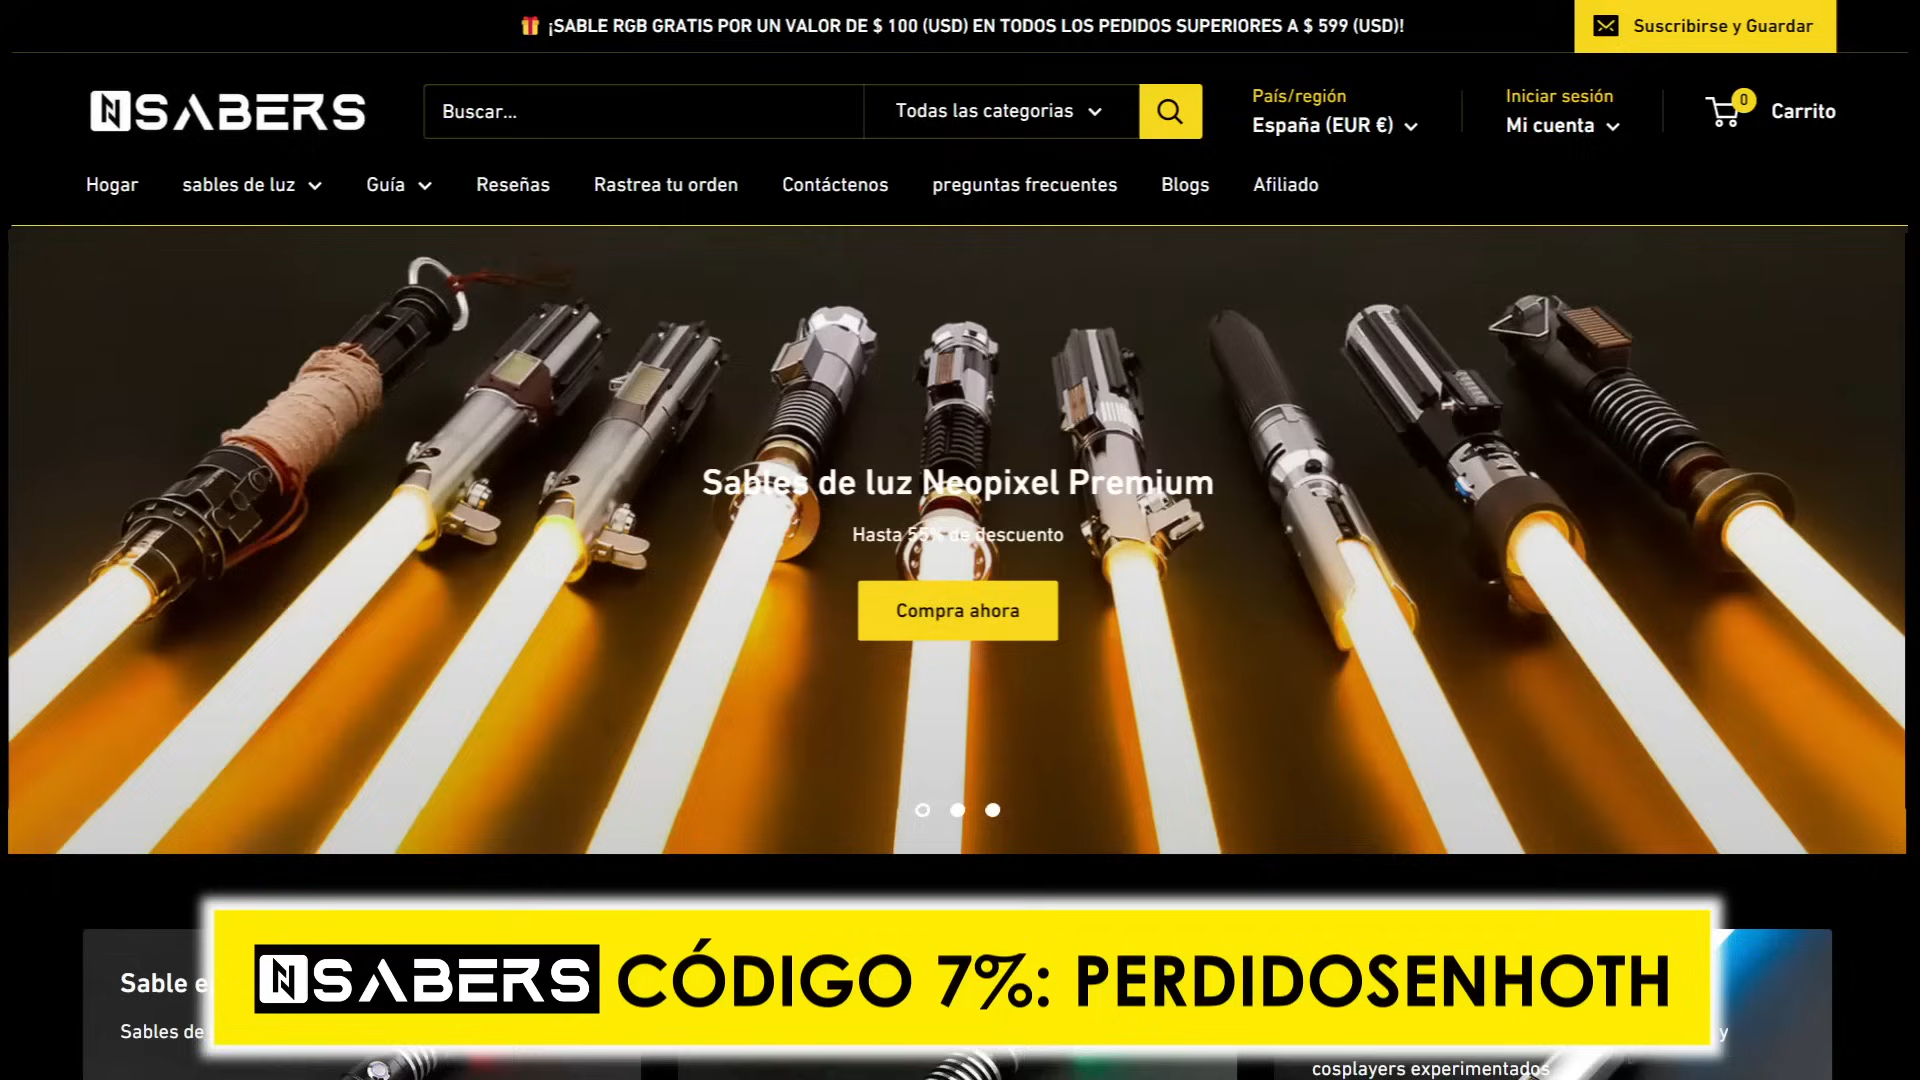 ¡SABLE RGB GRATIS POR UN VALOR DE $ 100 (USD) EN TODOS LOS PEDIDOS SUPERIORES A $ 599 (USD)!
Suscribirse y Guardar
NSABERS
Buscar...
Todas las categorias
País/región
España (EUR €)
Iniciar sesión
Mi cuenta
0
Carrito
Hogar
sables de luz
Guía
Reseñas
Rastrea tu orden
Contáctenos
preguntas frecuentes
Blogs
Afiliado
Sables de luz Neopixel Premium
Hasta 55% de descuento
Compra ahora
NSABERS CÓDIGO 7%: PERDIDOSENHOTH
Sable e
Sables de
y
cosplayers experimentados